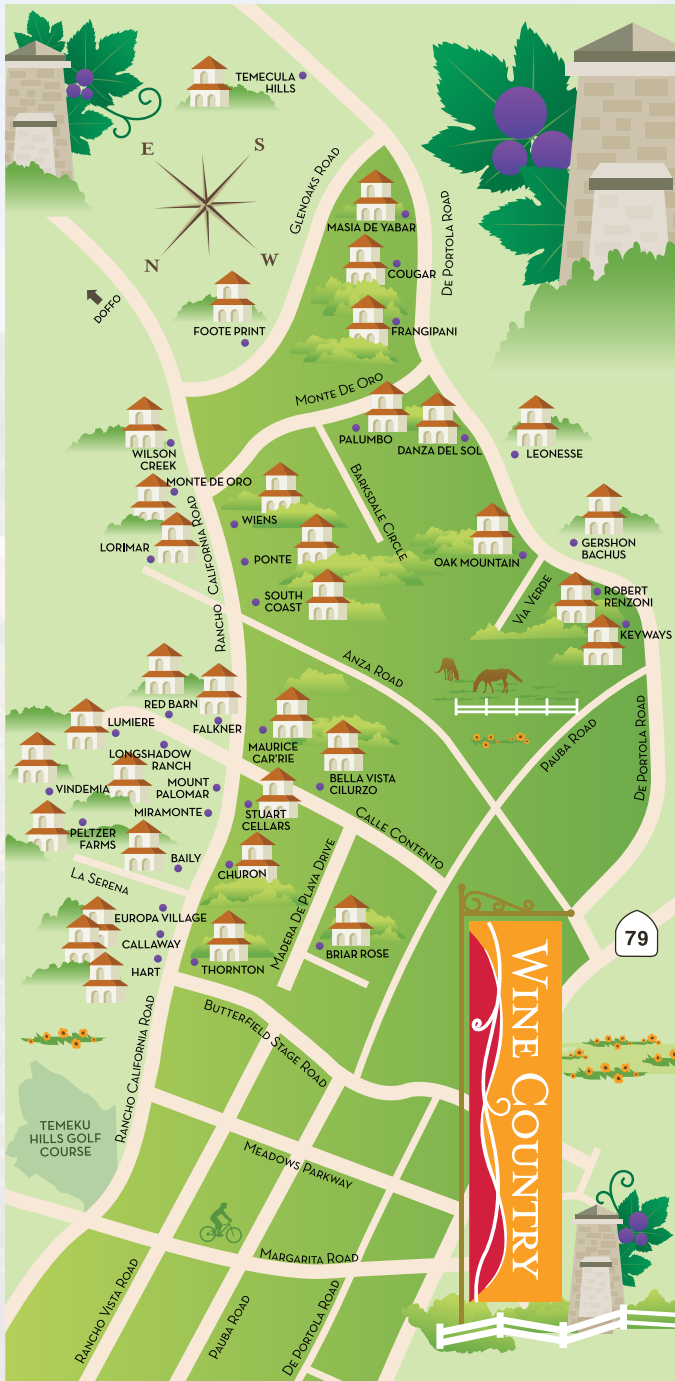 TEMECULA
HILLS
E
S
N
W
GLENOAKS ROAD
MASIA DE YABAR
DE PORTOLA ROAD
COUGAR
DOFFO
FOOTE PRINT
FRANGIPANI
MONTE DE ORO
PALUMBO
DANZA DEL SOL
LEONESSE
WILSON
CREEK
MONTE DE ORO
BARKSDALE CIRCLE
WIENS
LORIMAR
RANCHO CALIFORNIA ROAD
PONTE
OAK MOUNTAIN
GERSHON
BACHUS
SOUTH
COAST
VIA VERDE
ROBERT
RENZONI
KEYWAYS
ANZA ROAD
RED BARN
LUMIERE
FALKNER
MAURICE
CAR'RIE
PAUBA ROAD
DE PORTOLA ROAD
LONGSHADOW
RANCH
VINDEMIA
MOUNT
PALOMAR
BELLA VISTA
CILURZO
MIRAMONTE
STUART
CELLARS
CALLE CONTENTO
PELTZER
FARMS
BAILY
CHURON
LA SERENA
MADERA DE PLAYA DRIVE
EUROPA VILLAGE
CALLAWAY
HART
THORNTON
BRIAR ROSE
79
WINE COUNTRY
BUTTERFIELD STAGE ROAD
RANCHO CALIFORNIA ROAD
TEMEKU
HILLS GOLF
COURSE
MEADOWS PARKWAY
MARGARITA ROAD
RANCHO VISTA ROAD
PAUBA ROAD
DE PORTOLA ROAD